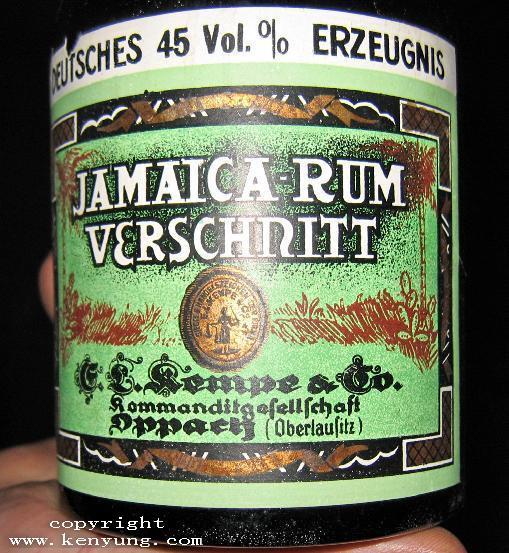 DEUTSCHES 45 Vol. % ERZEUGNIS
JAMAICA-RUM
VERSCHNITT
E. L. Kempe & Co.
Kommanditgesellschaft
Oppach (Oberlausitz)
copyright
www.kenyung.com